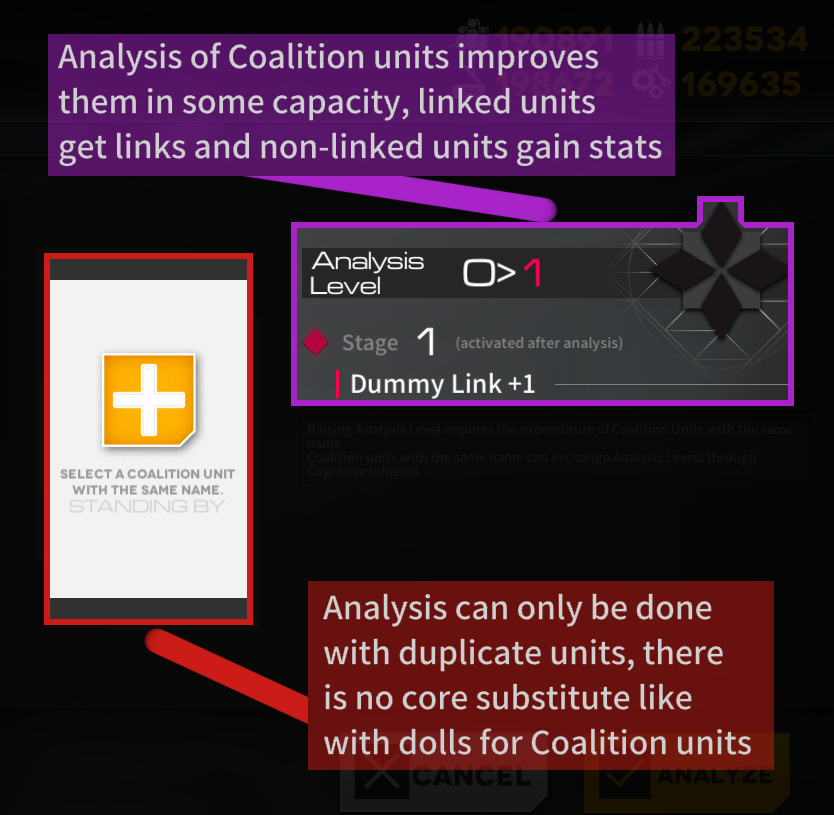 190891 223534
198672 169635
Analysis of Coalition units improves
them in some capacity, linked units
get links and non-linked units gain stats
Analysis
Level
0> 1
Stage 1 (activated after analysis)
Dummy Link +1
Raising Analysis Level requires the expenditure of Coalition Units with the same
name
Coalition units with the same name can exchange Analysis Levels through
Cognitive Infusion
SELECT A COALITION UNIT
WITH THE SAME NAME.
STANDING BY
Analysis can only be done
with duplicate units, there
is no core substitute like
with dolls for Coalition units
CANCEL
ANALYZE